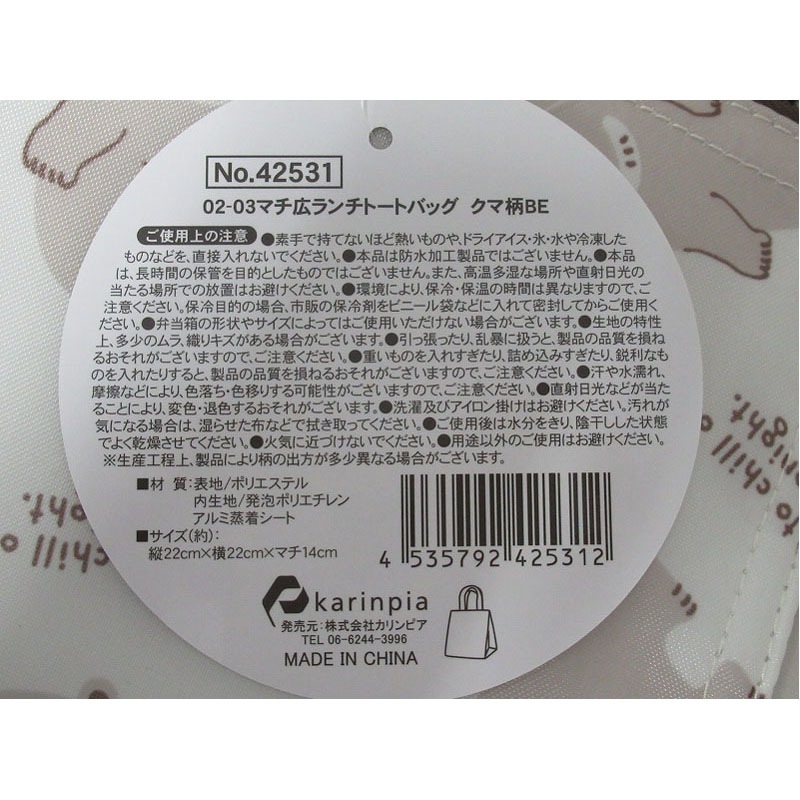 No.42531
02-03マチ広ランチトートバッグ クマ柄BE
ご使用上の注意 ●素手で持てないほど熱いものや、ドライアイス・氷・水や冷凍した
ものなどを、直接入れないでください。●本品は防水加工製品ではございません。●本品
は、長時間の保管を目的としたものではございません。また、高温多湿な場所や直射日光の
当たる場所での放置はお避けください。●環境により、保冷・保温の時間は異なりますので、ご
注意ください。保冷目的の場合、市販の保冷剤をビニール袋などに入れて密封してからご使用く
ださい。●弁当箱の形状やサイズによってはご使用いただけない場合がございます。●生地の特性
上、多少のムラ、織りキズがある場合がございます。●引っ張ったり、乱暴に扱うと、製品の品質を損ね
るおそれがございますので、ご注意ください。●重いものを入れすぎたり、詰め込みすぎたり、鋭利なも
のを入れたりすると、製品の品質を損ねるおそれがございますので、ご注意ください。●汗や水濡れ、
摩擦などにより、色落ち・色移りする可能性がございますので、ご注意ください。●直射日光などが当た
ることにより、変色・退色するおそれがございます。●洗濯及びアイロン掛けはお避けください。汚れが
気になる場合は、湿らせた布などで拭き取ってください。●ご使用後は水分をきり、陰干しした状態
でよく乾燥させてください。●火気に近づけないでください。●用途以外のご使用はお避けください。
※生産工程上、製品により柄の出方が多少異なる場合がございます。
■材 質:表地/ポリエステル
内生地/発泡ポリエチレン
アルミ蒸着シート
■サイズ(約):
縦22cm×横22cm×マチ14cm
4 535792 425312
karinpia
発売元:株式会社カリンピア
TEL 06-6244-3996
MADE IN CHINA
to chill o
night.
to chill o
night.